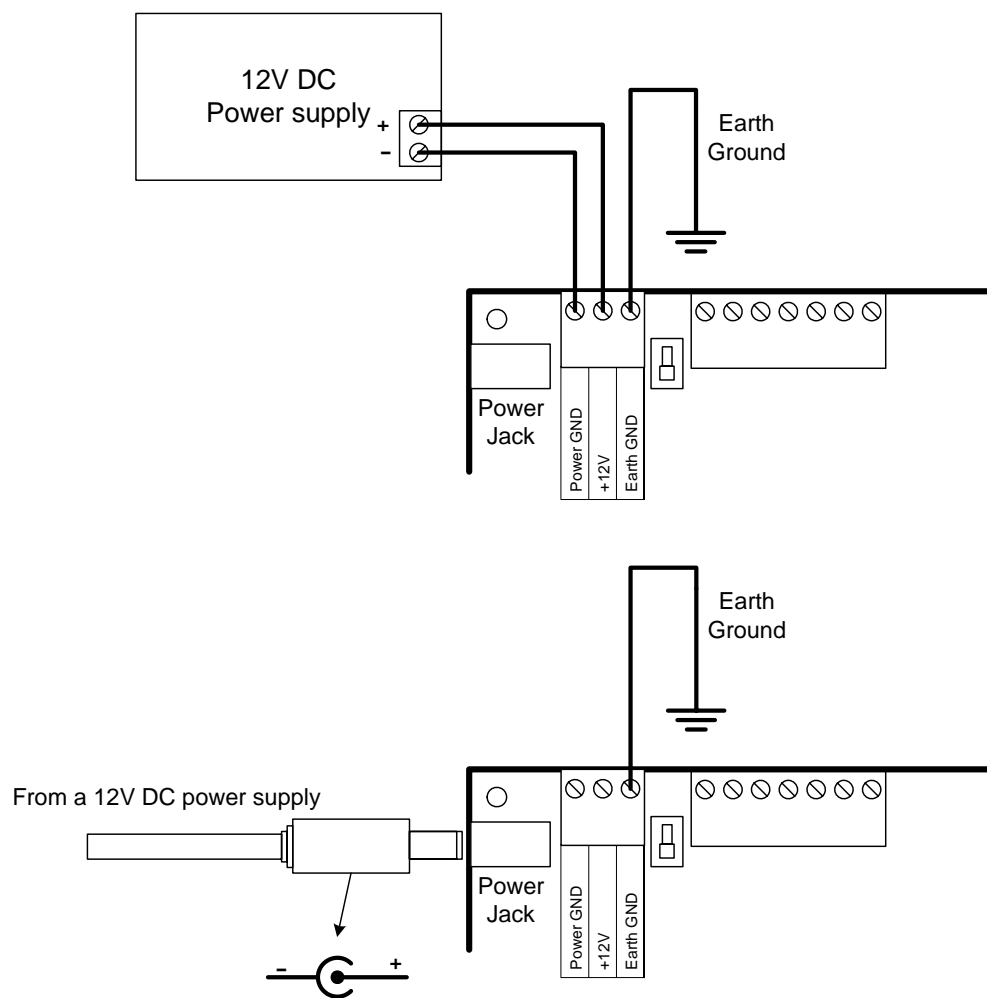 12V DC
Power supply
+
−
Earth
Ground
Power
Jack
Power GND
+12V
Earth GND
Earth
Ground
From a 12V DC power supply
Power
Jack
Power GND
+12V
Earth GND
− +